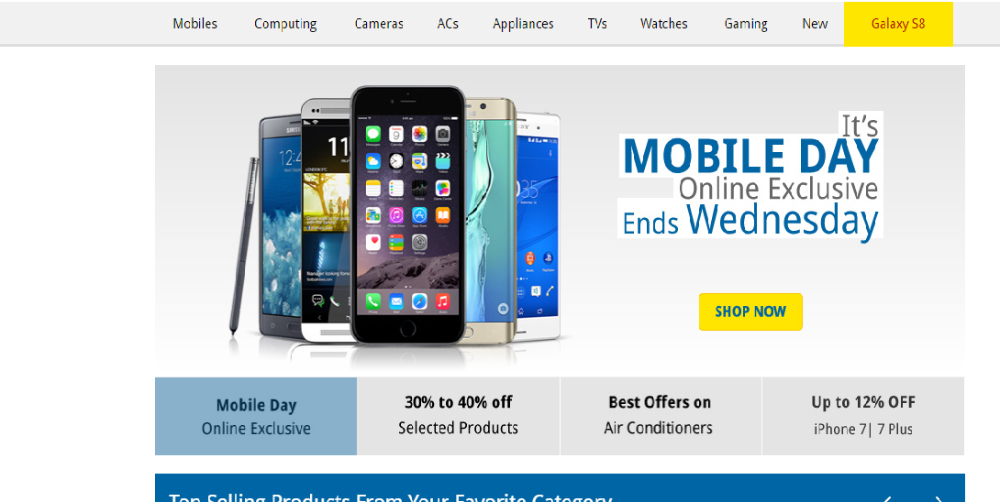 Mobiles Computing Cameras ACs Appliances TVs Watches Gaming New Galaxy S8
It's
MOBILE DAY
Online Exclusive
Ends Wednesday
SHOP NOW
Mobile Day
Online Exclusive
30% to 40% off
Selected Products
Best Offers on
Air Conditioners
Up to 12% OFF
iPhone 7| 7 Plus
Top Selling Products From Your Favorite Category